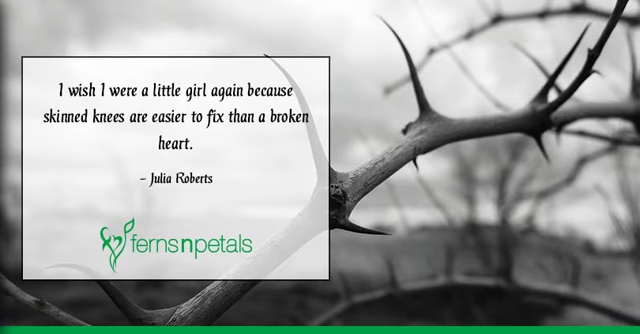 I wish I were a little girl again because
skinned knees are easier to fix than a broken
heart.
- Julia Roberts
fernsnpetals